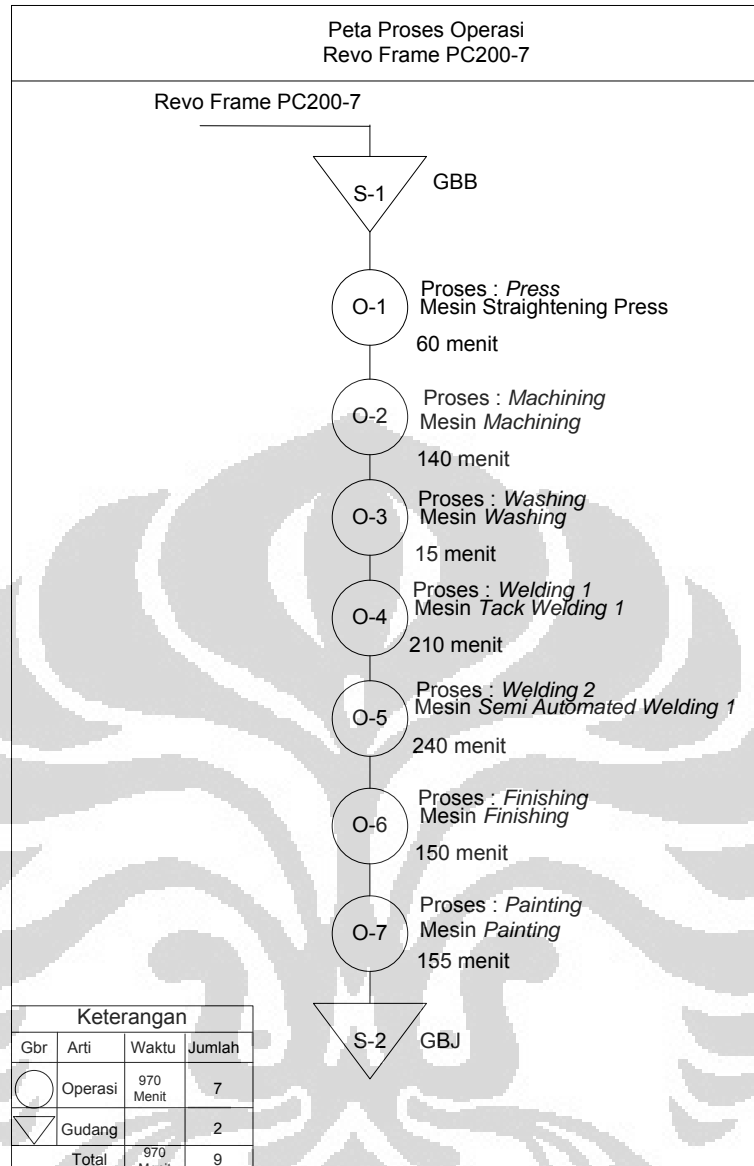 Peta Proses Operasi
Revo Frame PC200-7
Revo Frame PC200-7
S-1
GBB
O-1
Proses : Press
Mesin Straightening Press
60 menit
O-2
Proses : Machining
Mesin Machining
140 menit
O-3
Proses : Washing
Mesin Washing
15 menit
O-4
Proses : Welding 1
Mesin Tack Welding 1
210 menit
O-5
Proses : Welding 2
Mesin Semi Automated Welding 1
240 menit
O-6
Proses : Finishing
Mesin Finishing
150 menit
O-7
Proses : Painting
Mesin Painting
155 menit
S-2
GBJ
Keterangan
Gbr Arti Waktu Jumlah
Operasi 970 Menit 7
Gudang 2
Total 970 Menit 9